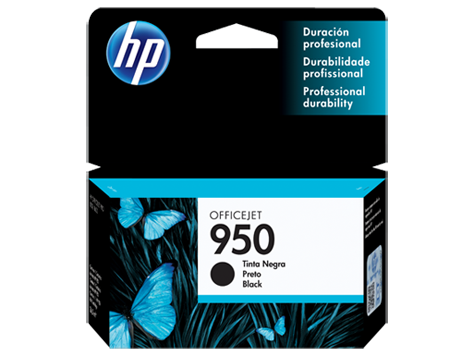 hp
Duración
profesional
Durabilidade
profissional
Professional
durability
OFFICEJET
950
Tinta Negra
Preto
Black